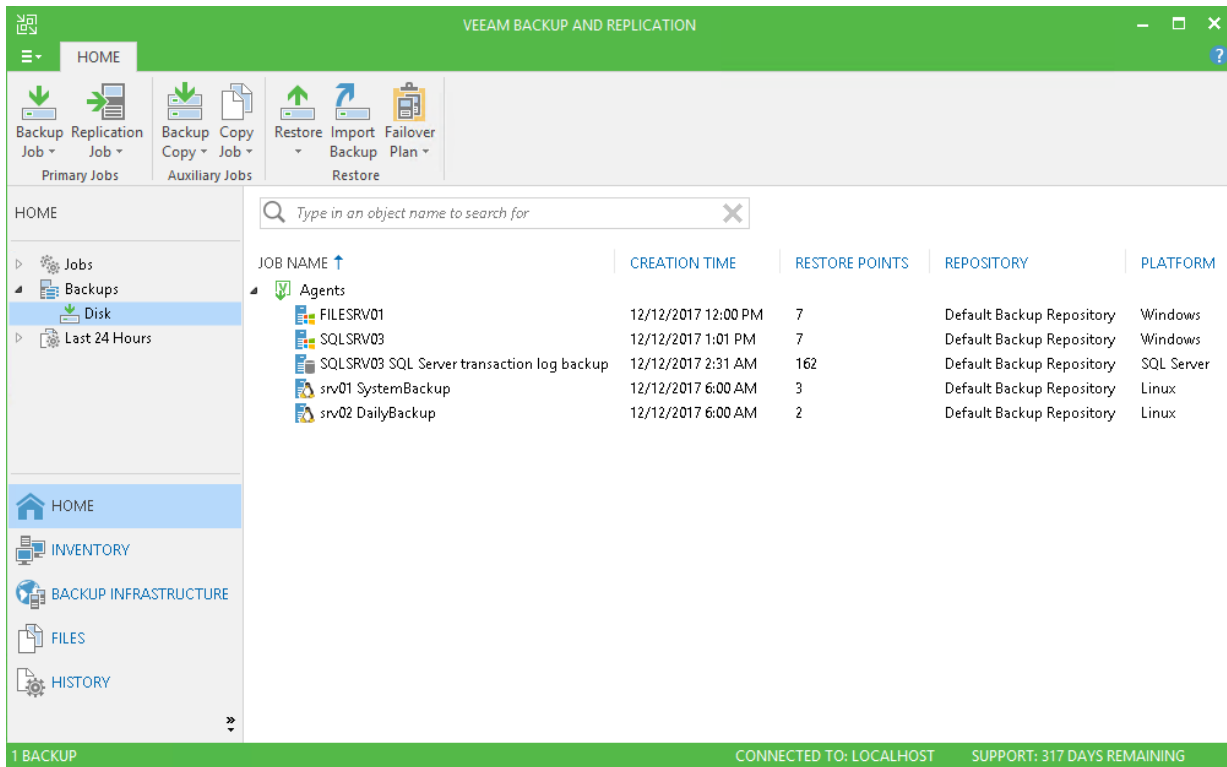 VEEAM BACKUP AND REPLICATION
HOME
Backup Job
Replication Job
Backup Copy
Copy Job
Restore
Import Backup
Failover Plan
Primary Jobs
Auxiliary Jobs
Restore
HOME
Type in an object name to search for
Jobs
Backups
Disk
Last 24 Hours
JOB NAME CREATION TIME RESTORE POINTS REPOSITORY PLATFORM
Agents
FILESRV01 12/12/2017 12:00 PM 7 Default Backup Repository Windows
SQLSRV03 12/12/2017 1:01 PM 7 Default Backup Repository Windows
SQLSRV03 SQL Server transaction log backup 12/12/2017 2:31 AM 162 Default Backup Repository SQL Server
srv01 SystemBackup 12/12/2017 6:00 AM 3 Default Backup Repository Linux
srv02 DailyBackup 12/12/2017 6:00 AM 2 Default Backup Repository Linux
HOME
INVENTORY
BACKUP INFRASTRUCTURE
FILES
HISTORY
1 BACKUP CONNECTED TO: LOCALHOST SUPPORT: 317 DAYS REMAINING